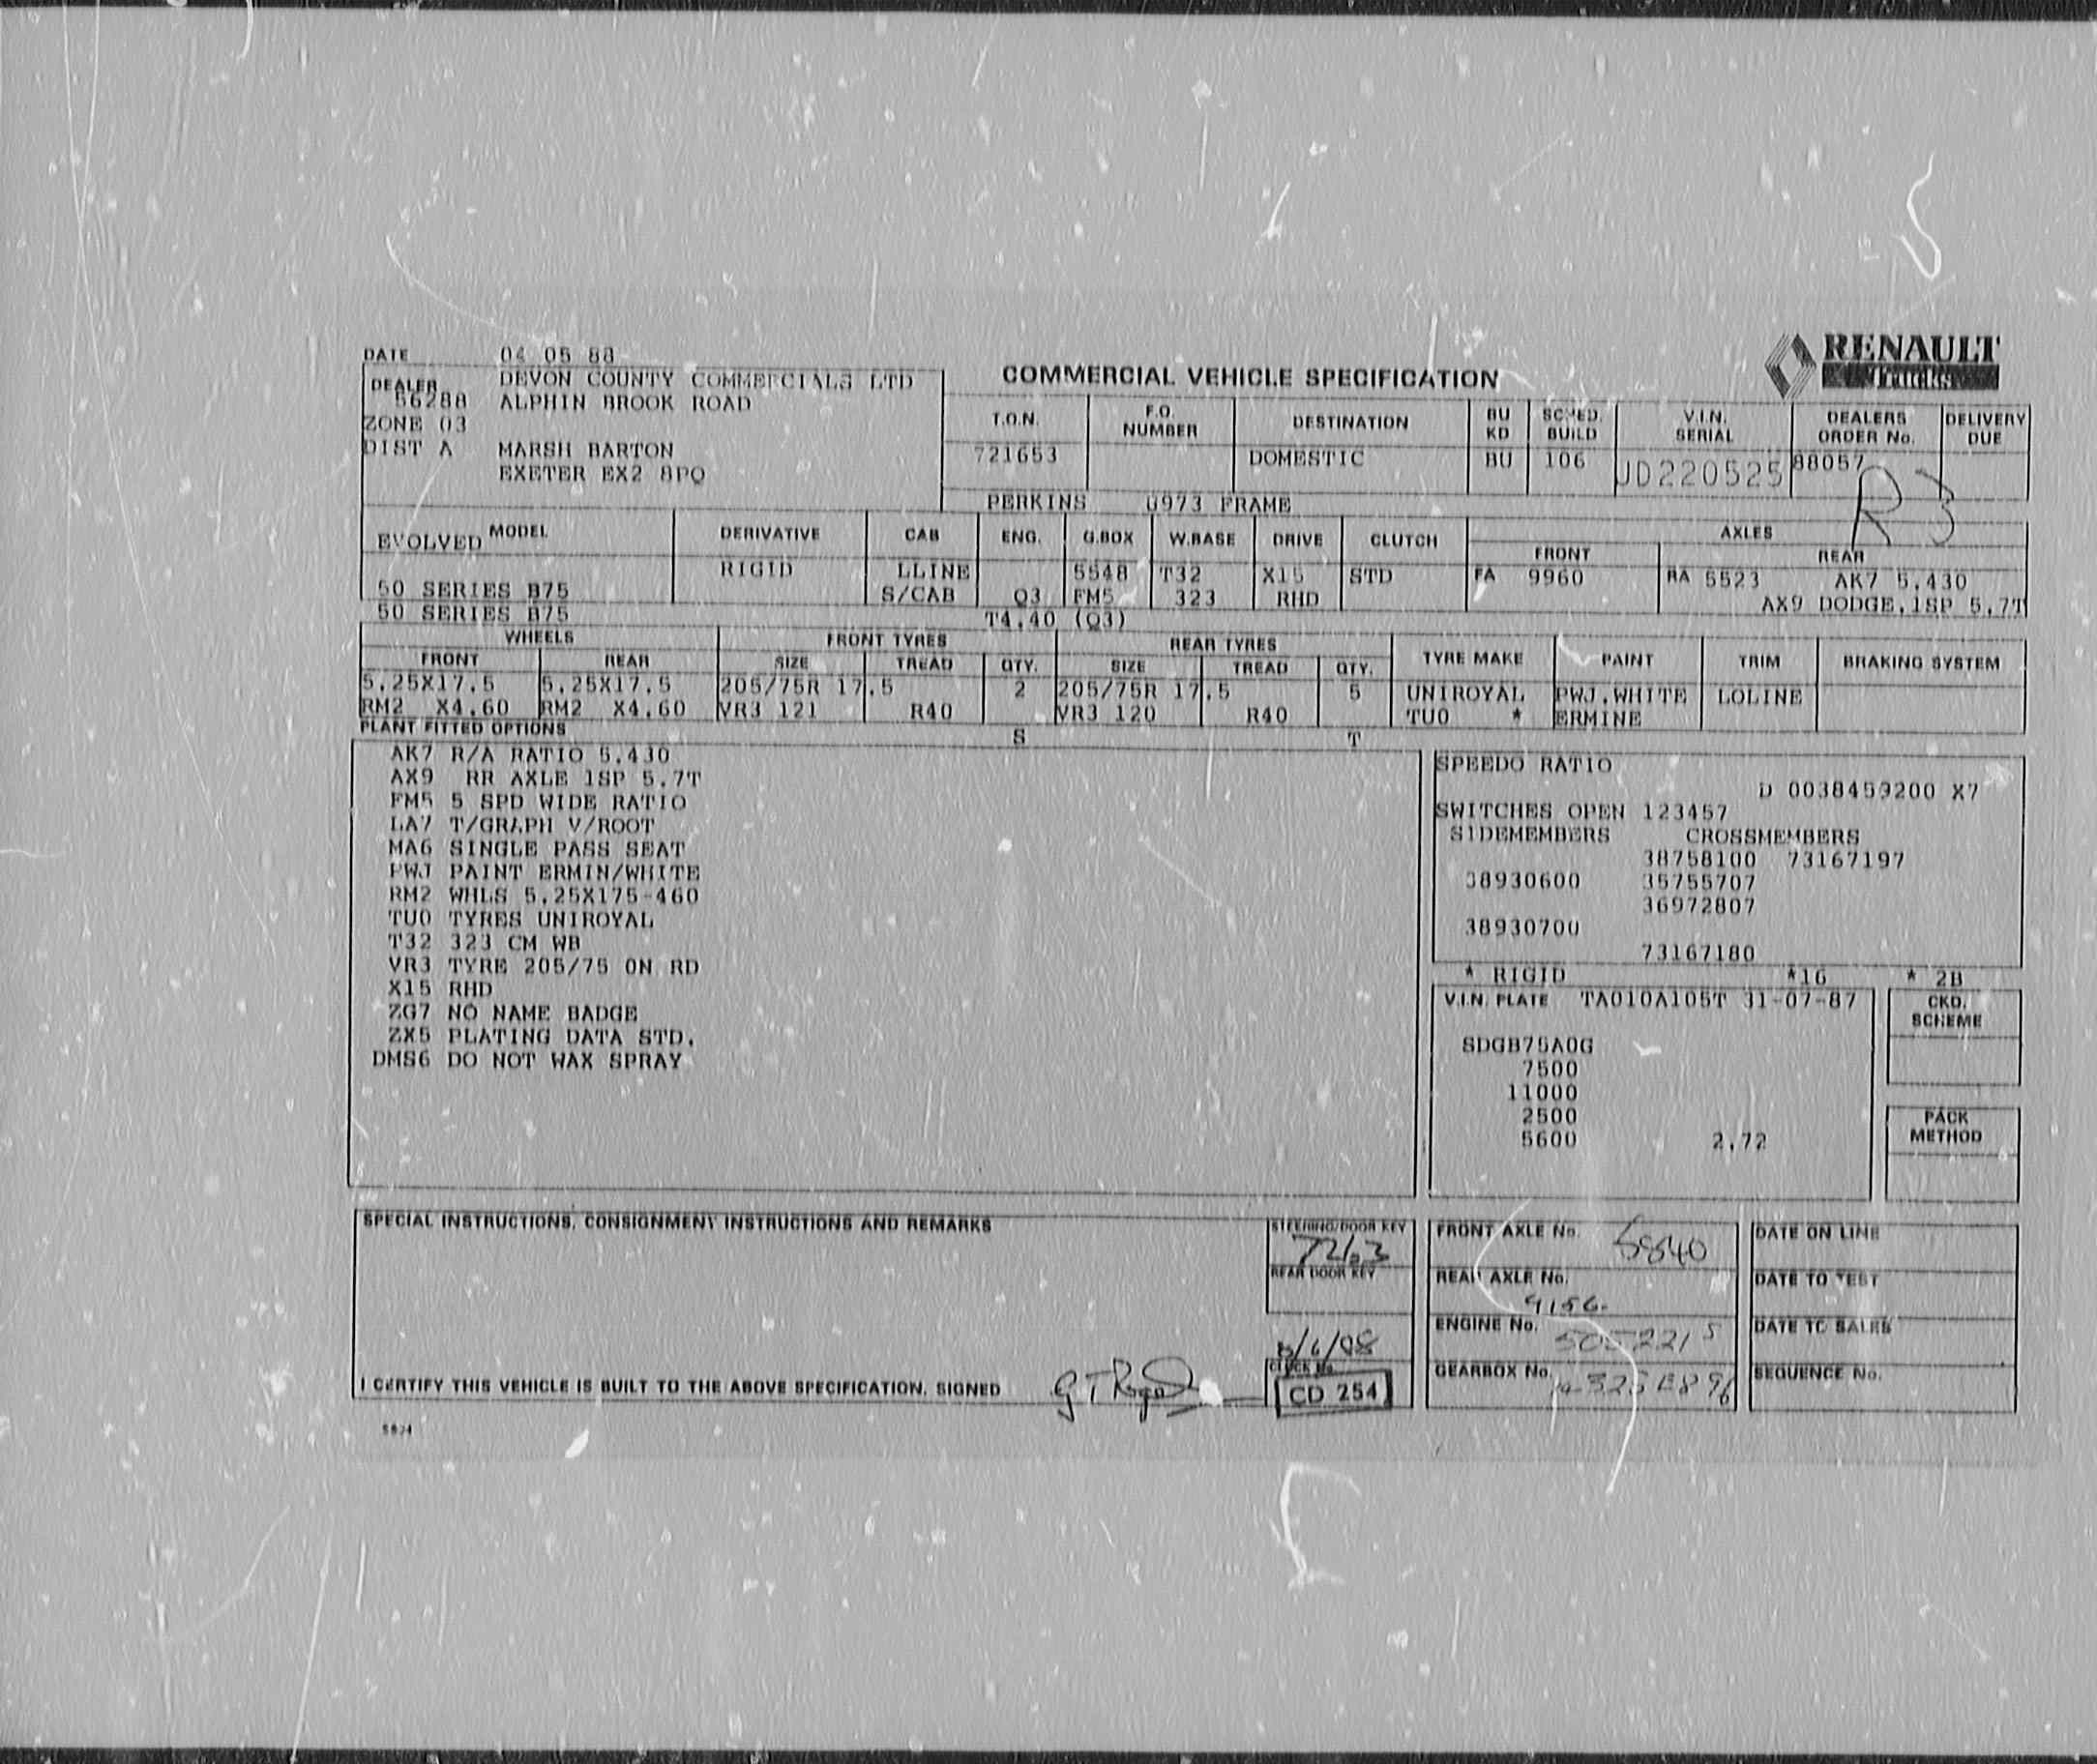 DATE 04 05 88
RENAULT
Trucks
COMMERCIAL VEHICLE SPECIFICATION
DEALER DEVON COUNTY COMMERCIALS LTD
56288 ALPHIN BROOK ROAD
ZONE 03
DIST A MARSH BARTON
EXETER EX2 8PQ
T.O.N. F.O. NUMBER DESTINATION BU KD SCHED. BUILD V.I.N. SERIAL DEALERS ORDER No. DELIVERY DUE
721653 DOMESTIC BU 106 JD220525 88057
R3
PERKINS 0973 FRAME
MODEL DERIVATIVE CAB ENG. G.BOX W.BASE DRIVE CLUTCH AXLES
FRONT REAR
EVOLVED
RIGID LLINE 5548 T32 X15 STD FA 9960 RA 5523 AK7 5.430
50 SERIES B75 S/CAB Q3 FM5 323 RHD AX9 DODGE,1SP 5.7T
50 SERIES B75 T4.40 (Q3)
WHEELS FRONT TYRES REAR TYRES TYRE MAKE PAINT TRIM BRAKING SYSTEM
FRONT REAR SIZE TREAD QTY. SIZE TREAD QTY.
5.25X17.5 5.25X17.5 205/75R 17.5 2 205/75R 17.5 5 UNIROYAL PWJ.WHITE LOLINE
RM2 X4.60 RM2 X4.60 VR3 121 R40 VR3 120 R40 TU0 * ERMINE
PLANT FITTED OPTIONS S T
AK7 R/A RATIO 5.430
AX9 RR AXLE 1SP 5.7T
FM5 5 SPD WIDE RATIO
LA7 T/GRAPH V/ROOT
MA6 SINGLE PASS SEAT
PWJ PAINT ERMIN/WHITE
RM2 WHLS 5.25X175-460
TU0 TYRES UNIROYAL
T32 323 CM WB
VR3 TYRE 205/75 ON RD
X15 RHD
ZG7 NO NAME BADGE
ZX5 PLATING DATA STD.
DMS6 DO NOT WAX SPRAY
SPEEDO RATIO
D 0038459200 X7
SWITCHES OPEN 123457
SIDEMEMBERS CROSSMEMBERS
38758100 73167197
38930600 35755707
36972807
38930700
73167180
* RIGID *16 * 2B
V.I.N. PLATE TA010A105T 31-07-87
SDGB75A0G
7500
11000
2500
5600 2.72
CKD. SCHEME
PACK METHOD
SPECIAL INSTRUCTIONS, CONSIGNMENT INSTRUCTIONS AND REMARKS
STEERING/DOOR KEY
REAR DOOR KEY
CLOCK No.
CD 254
I CERTIFY THIS VEHICLE IS BUILT TO THE ABOVE SPECIFICATION. SIGNED
FRONT AXLE No. 5840
REAR AXLE No. 9156
ENGINE No.
GEARBOX No.
DATE ON LINE
DATE TO TEST
DATE TO SALES
SEQUENCE No.